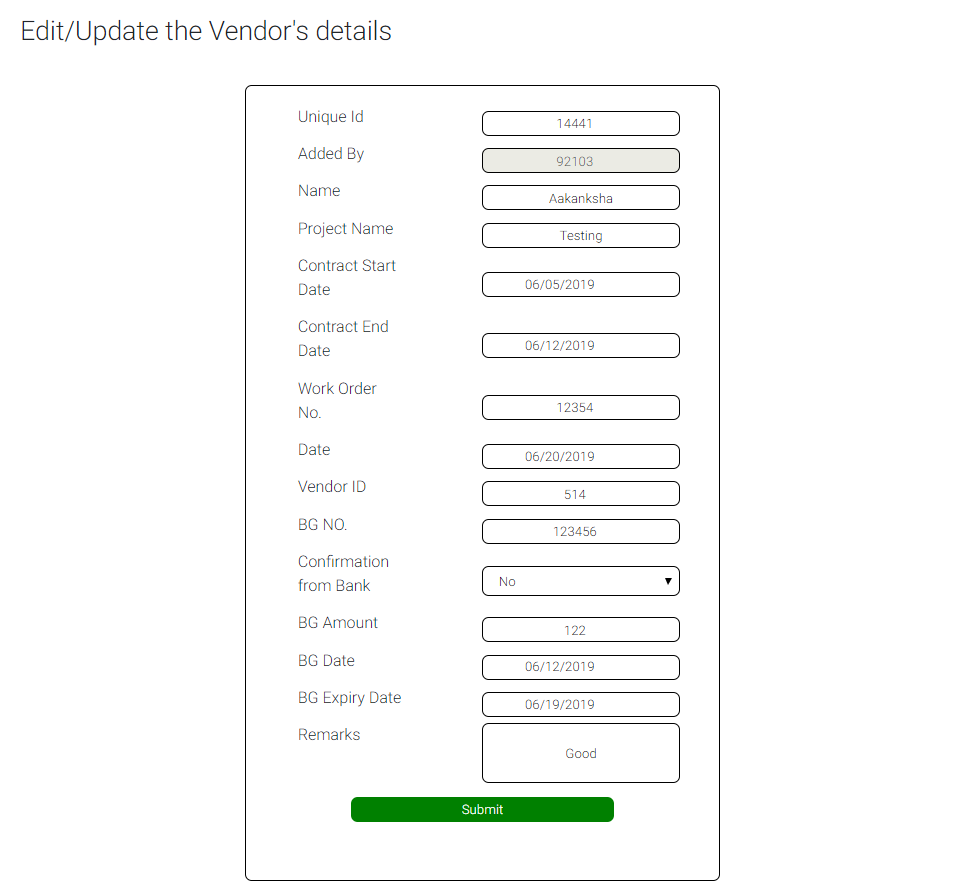 Edit/Update the Vendor's details
Unique Id
14441
Added By
92103
Name
Aakanksha
Project Name
Testing
Contract Start
Date
06/05/2019
Contract End
Date
06/12/2019
Work Order
No.
12354
Date
06/20/2019
Vendor ID
514
BG NO.
123456
Confirmation
from Bank
No
BG Amount
122
BG Date
06/12/2019
BG Expiry Date
06/19/2019
Remarks
Good
Submit